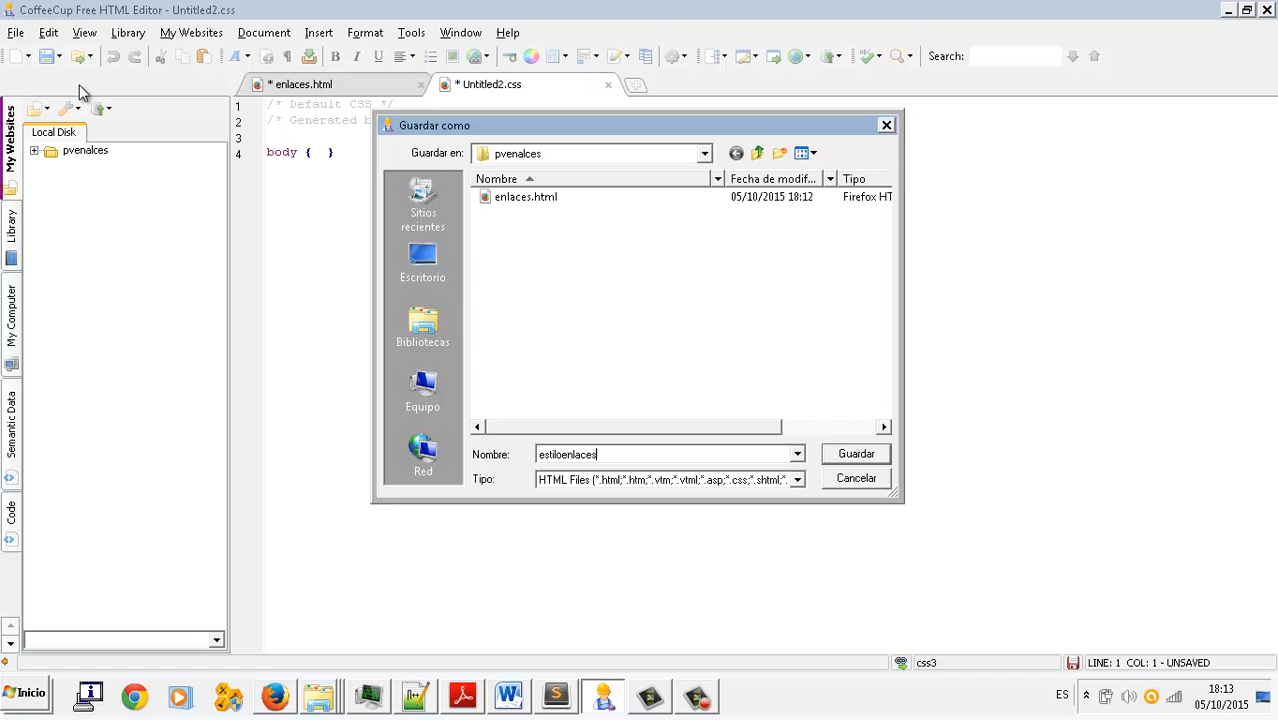 CoffeeCup Free HTML Editor - Untitled2.css
File Edit View Library My Websites Document Insert Format Tools Window Help
Search:
* enlaces.html
* Untitled2.css
My Websites
Library
My Computer
Semantic Data
Code
Local Disk
pvenalces
1 /* Default CSS */
2 /* Generated b
3
4 body { }
Guardar como
Guardar en: pvenalces
Nombre Fecha de modif... Tipo
enlaces.html 05/10/2015 18:12 Firefox HT
Sitios
recientes
Escritorio
Bibliotecas
Equipo
Red
Nombre: estiloenlaces Guardar
Tipo: HTML Files (*.html;*.htm;*.vtm;*.vtml;*.asp;*.css;*.shtml;*. Cancelar
css3 LINE: 1 COL: 1 - UNSAVED
Inicio
ES
18:13
05/10/2015